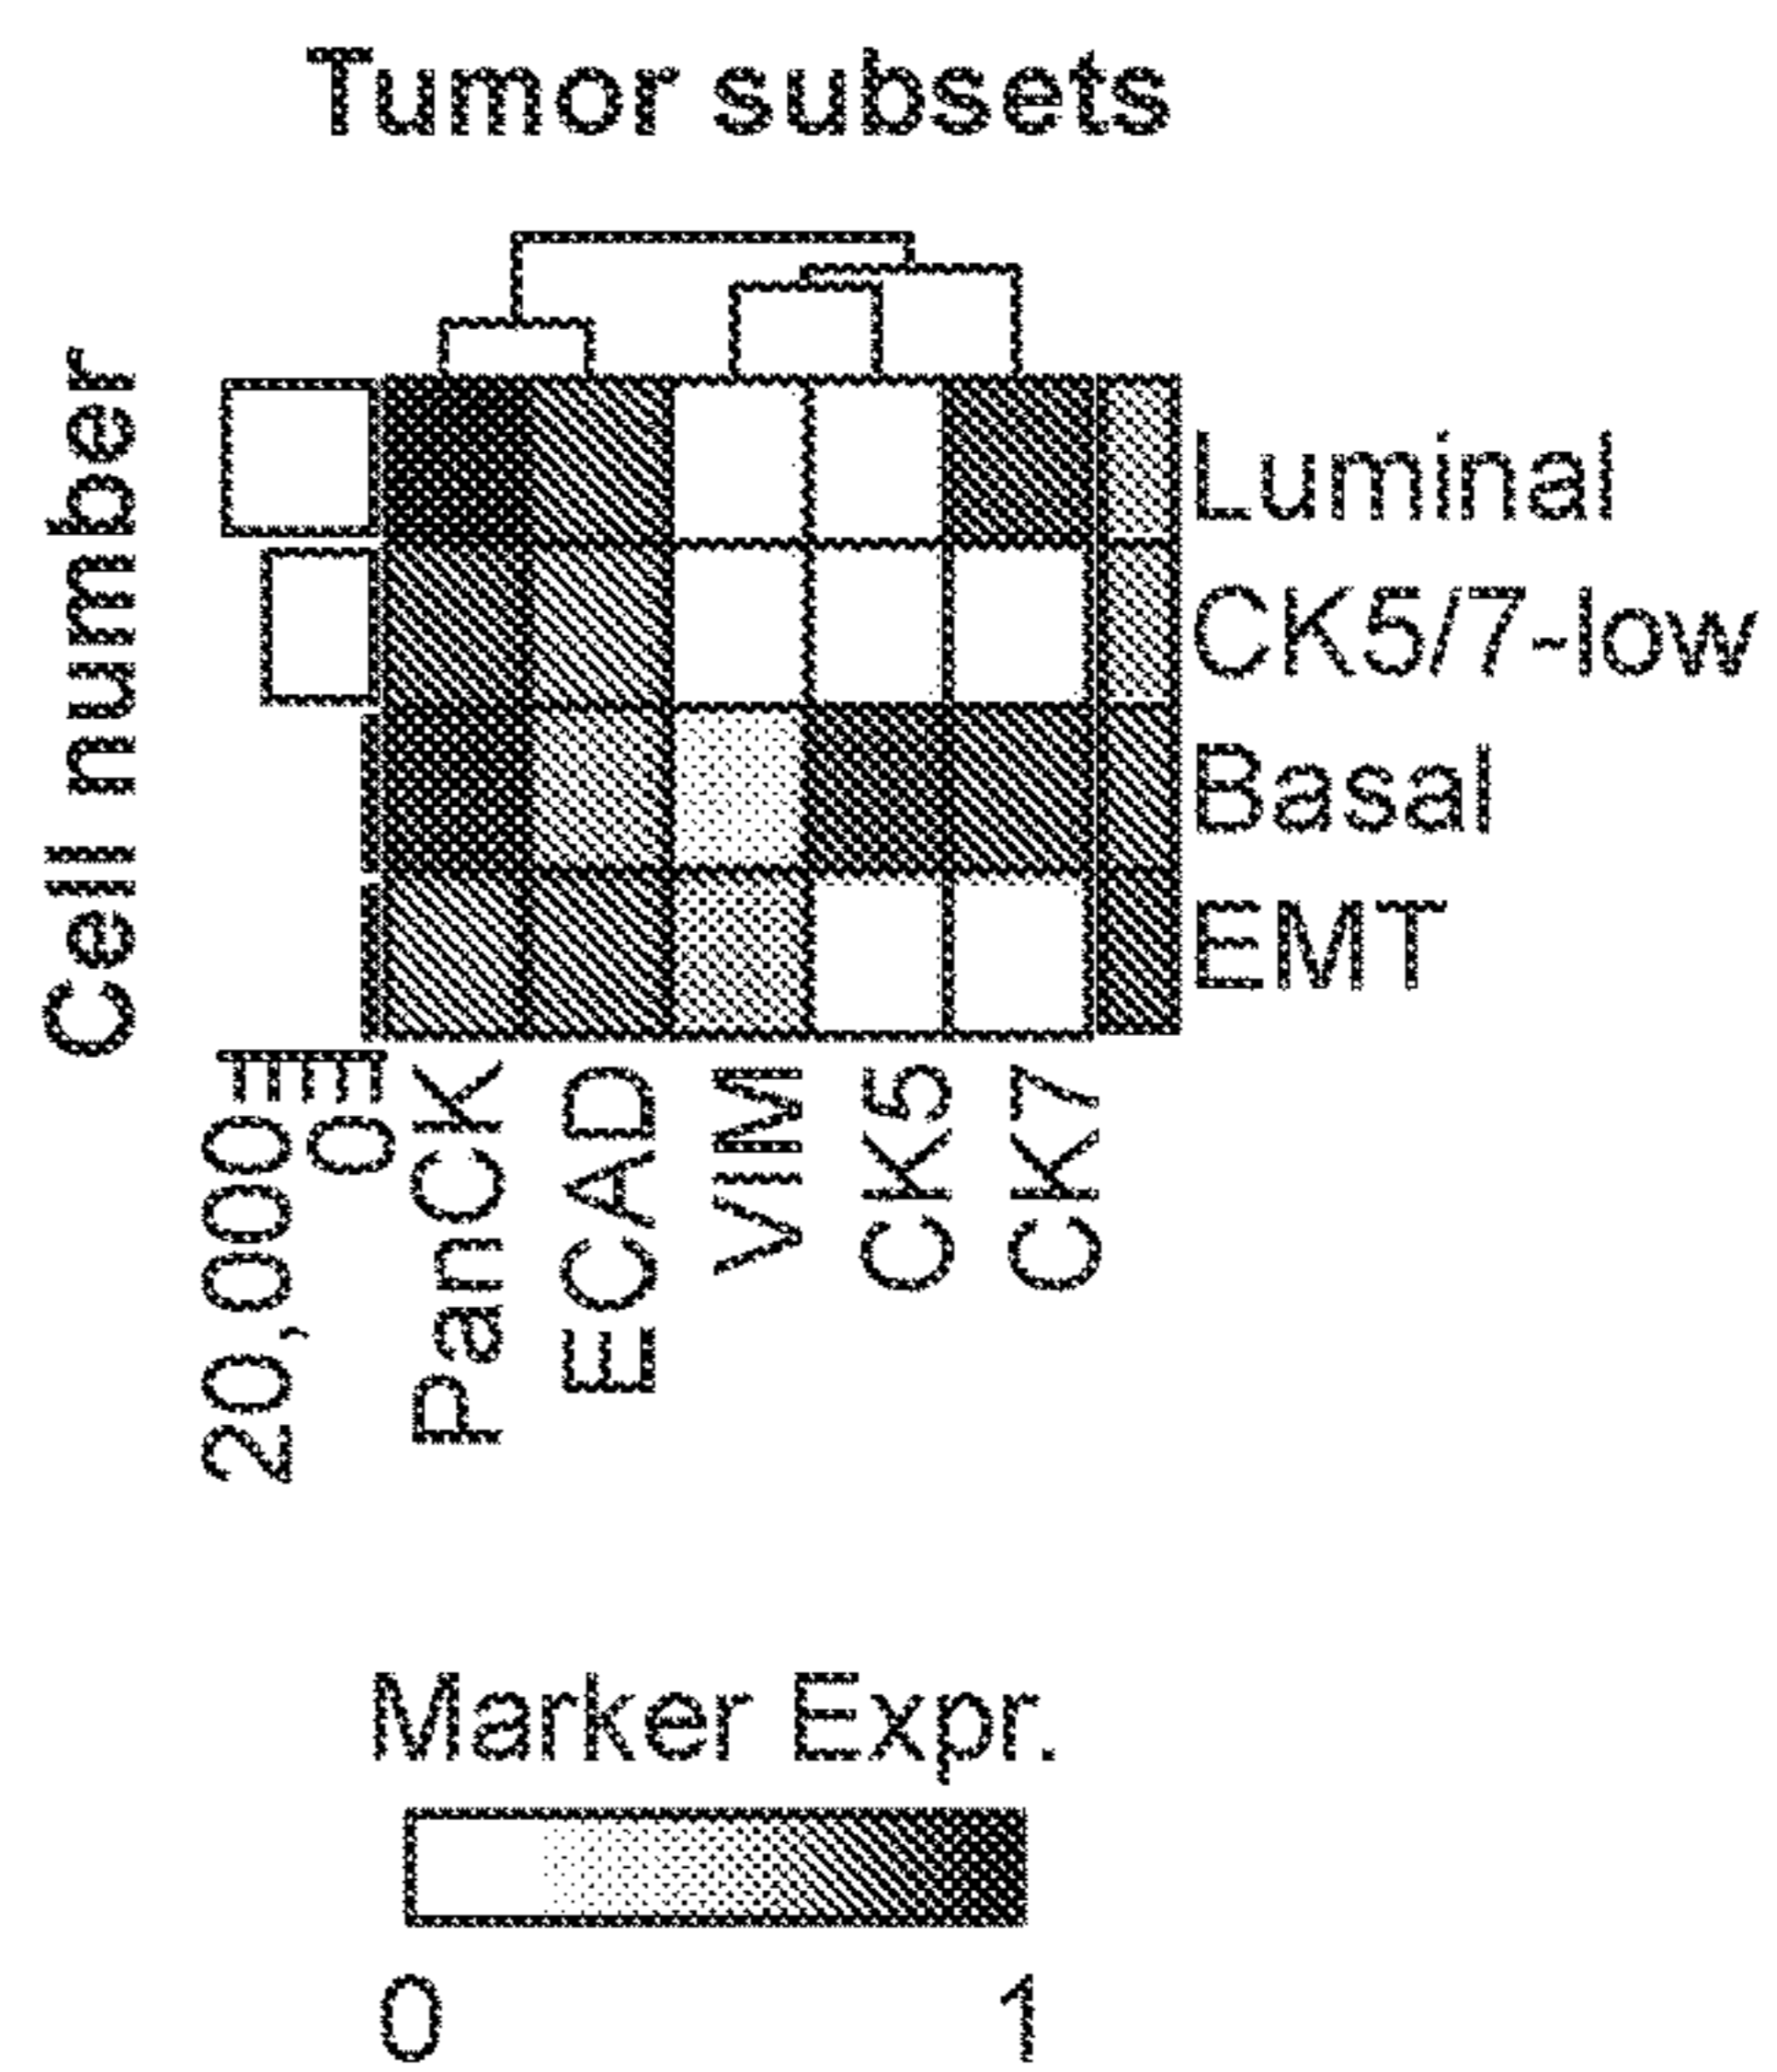 Tumor subsets
Cell number
Luminal
CK5/7-low
Basal
EMT
20,000
0
PanCK
ECAD
VIM
CK5
CK7
Marker Expr.
0
1